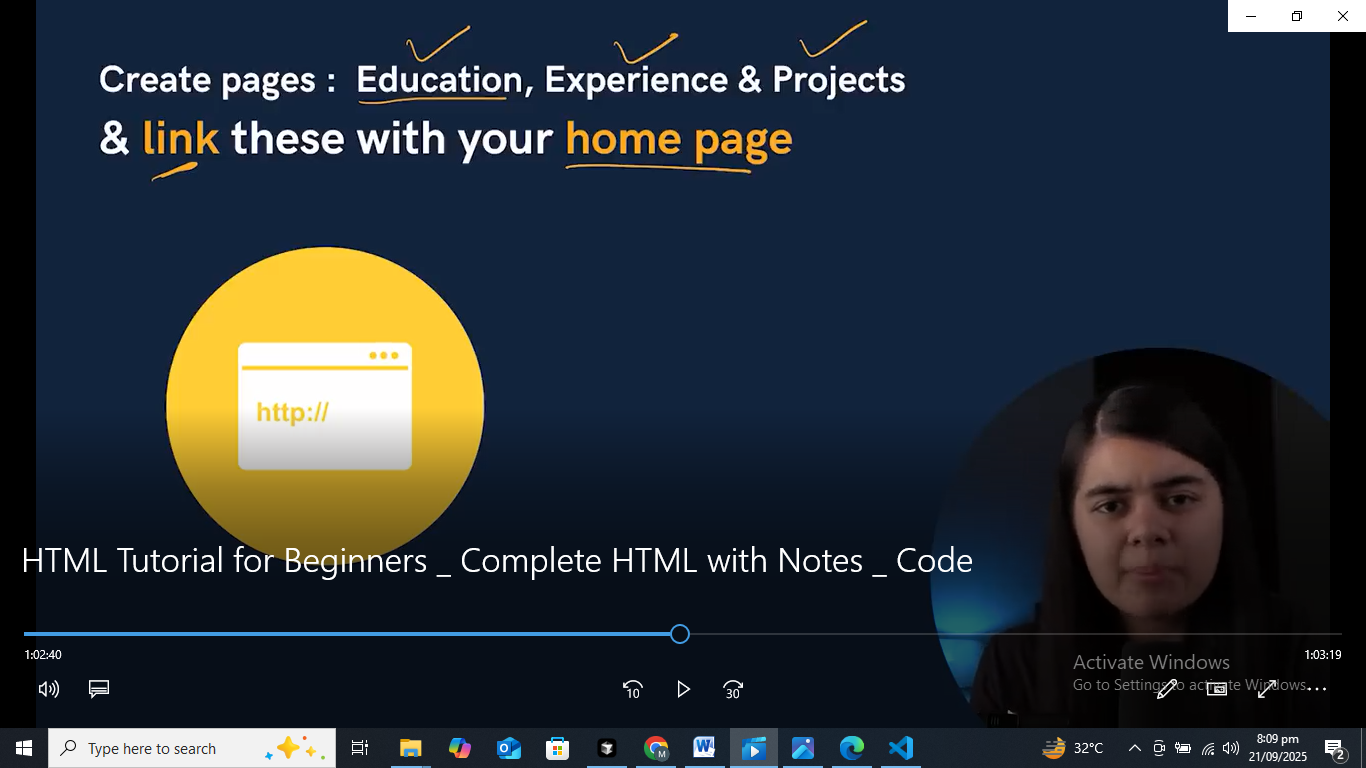 Create pages : Education, Experience & Projects
& link these with your home page
http://
HTML Tutorial for Beginners _ Complete HTML with Notes _ Code
1:02:40
1:03:19
Activate Windows
Go to Settings to activate Windows.
10
30
Type here to search
M
W
32°C
8:09 pm
21/09/2025
2